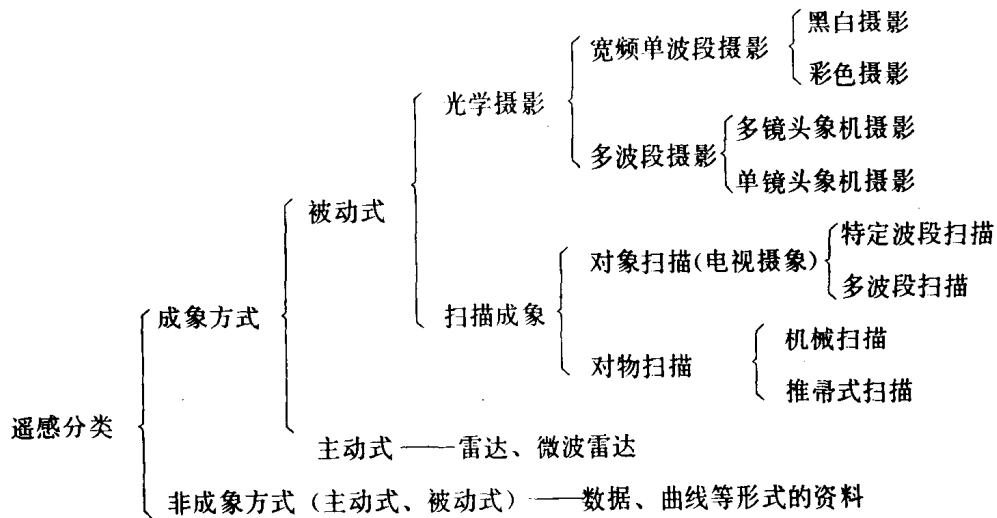 黑白摄影
宽频单波段摄影
彩色摄影
光学摄影
多镜头象机摄影
多波段摄影
单镜头象机摄影
被动式
特定波段扫描
对象扫描(电视摄象)
多波段扫描
成象方式
扫描成象
机械扫描
对物扫描
推帚式扫描
遥感分类
主动式——雷达、微波雷达
非成象方式（主动式、被动式）——数据、曲线等形式的资料